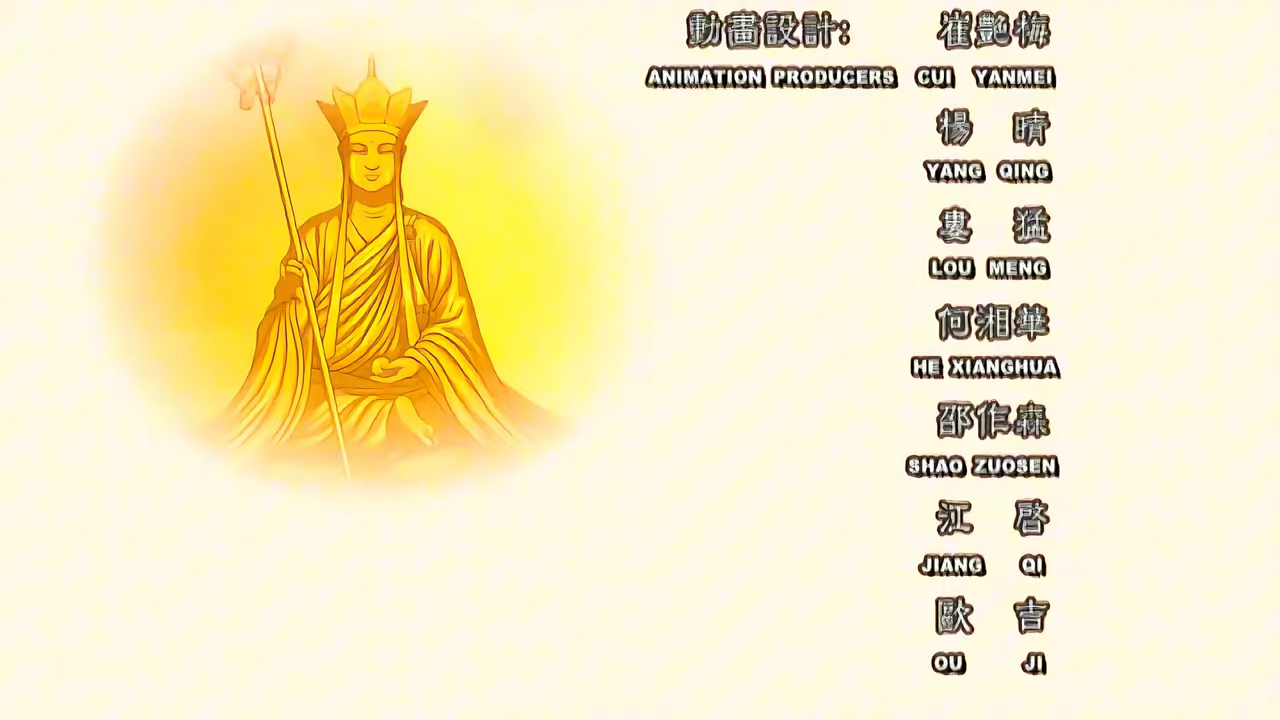 動畫設計: 崔艷梅
ANIMATION PRODUCERS CUI YANMEI
楊 晴
YANG QING
婁 猛
LOU MENG
何湘華
HE XIANGHUA
邵作森
SHAO ZUOSEN
江 啓
JIANG QI
歐 吉
OU JI